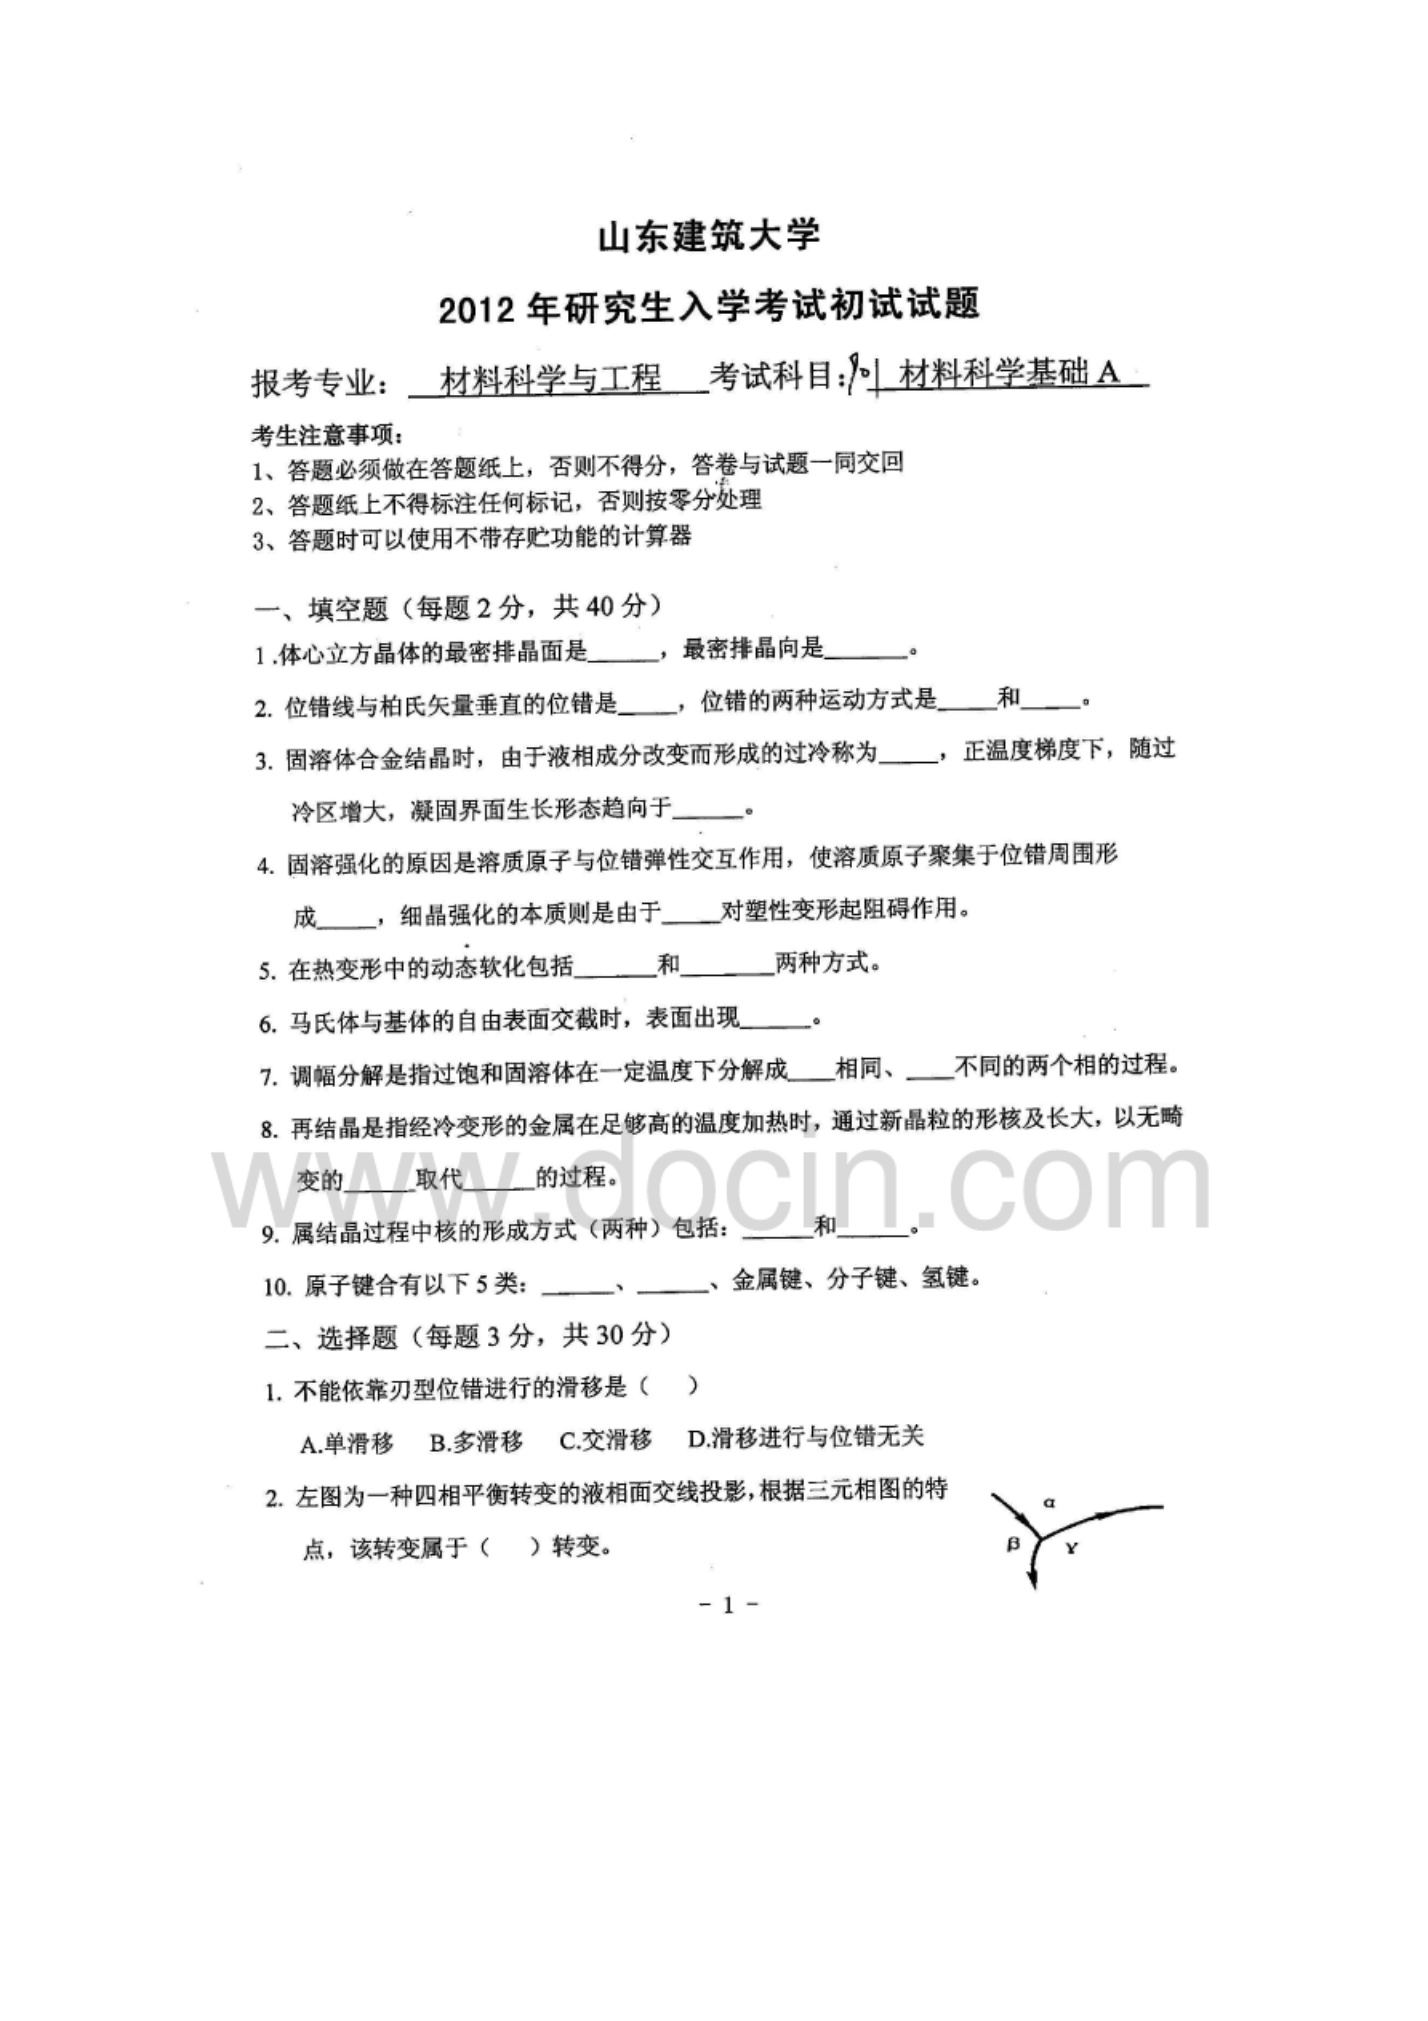 山东建筑大学
2012 年研究生入学考试初试试题
报考专业： 材料科学与工程 考试科目：901 材料科学基础 A
考生注意事项：
1、答题必须做在答题纸上，否则不得分，答卷与试题一同交回
2、答题纸上不得标注任何标记，否则按零分处理
3、答题时可以使用不带存贮功能的计算器
一、填空题（每题 2 分，共 40 分）
1 .体心立方晶体的最密排晶面是______，最密排晶向是_______。
2. 位错线与柏氏矢量垂直的位错是_____，位错的两种运动方式是_____和_____。
3. 固溶体合金结晶时，由于液相成分改变而形成的过冷称为_____，正温度梯度下，随过
冷区增大，凝固界面生长形态趋向于______。
4. 固溶强化的原因是溶质原子与位错弹性交互作用，使溶质原子聚集于位错周围形
成_____，细晶强化的本质则是由于_____对塑性变形起阻碍作用。
5. 在热变形中的动态软化包括_______和________两种方式。
6. 马氏体与基体的自由表面交截时，表面出现______。
7. 调幅分解是指过饱和固溶体在一定温度下分解成____相同、____不同的两个相的过程。
8. 再结晶是指经冷变形的金属在足够高的温度加热时，通过新晶粒的形核及长大，以无畸
变的______取代______的过程。
www.docin.com
9. 属结晶过程中核的形成方式（两种）包括：______和______。
10. 原子键合有以下 5 类：______、______、金属键、分子键、氢键。
二、选择题（每题 3 分，共 30 分）
1. 不能依靠刃型位错进行的滑移是（ ）
A.单滑移 B.多滑移 C.交滑移 D.滑移进行与位错无关
2. 左图为一种四相平衡转变的液相面交线投影，根据三元相图的特
点，该转变属于（ ）转变。
α
β
γ
- 1 -